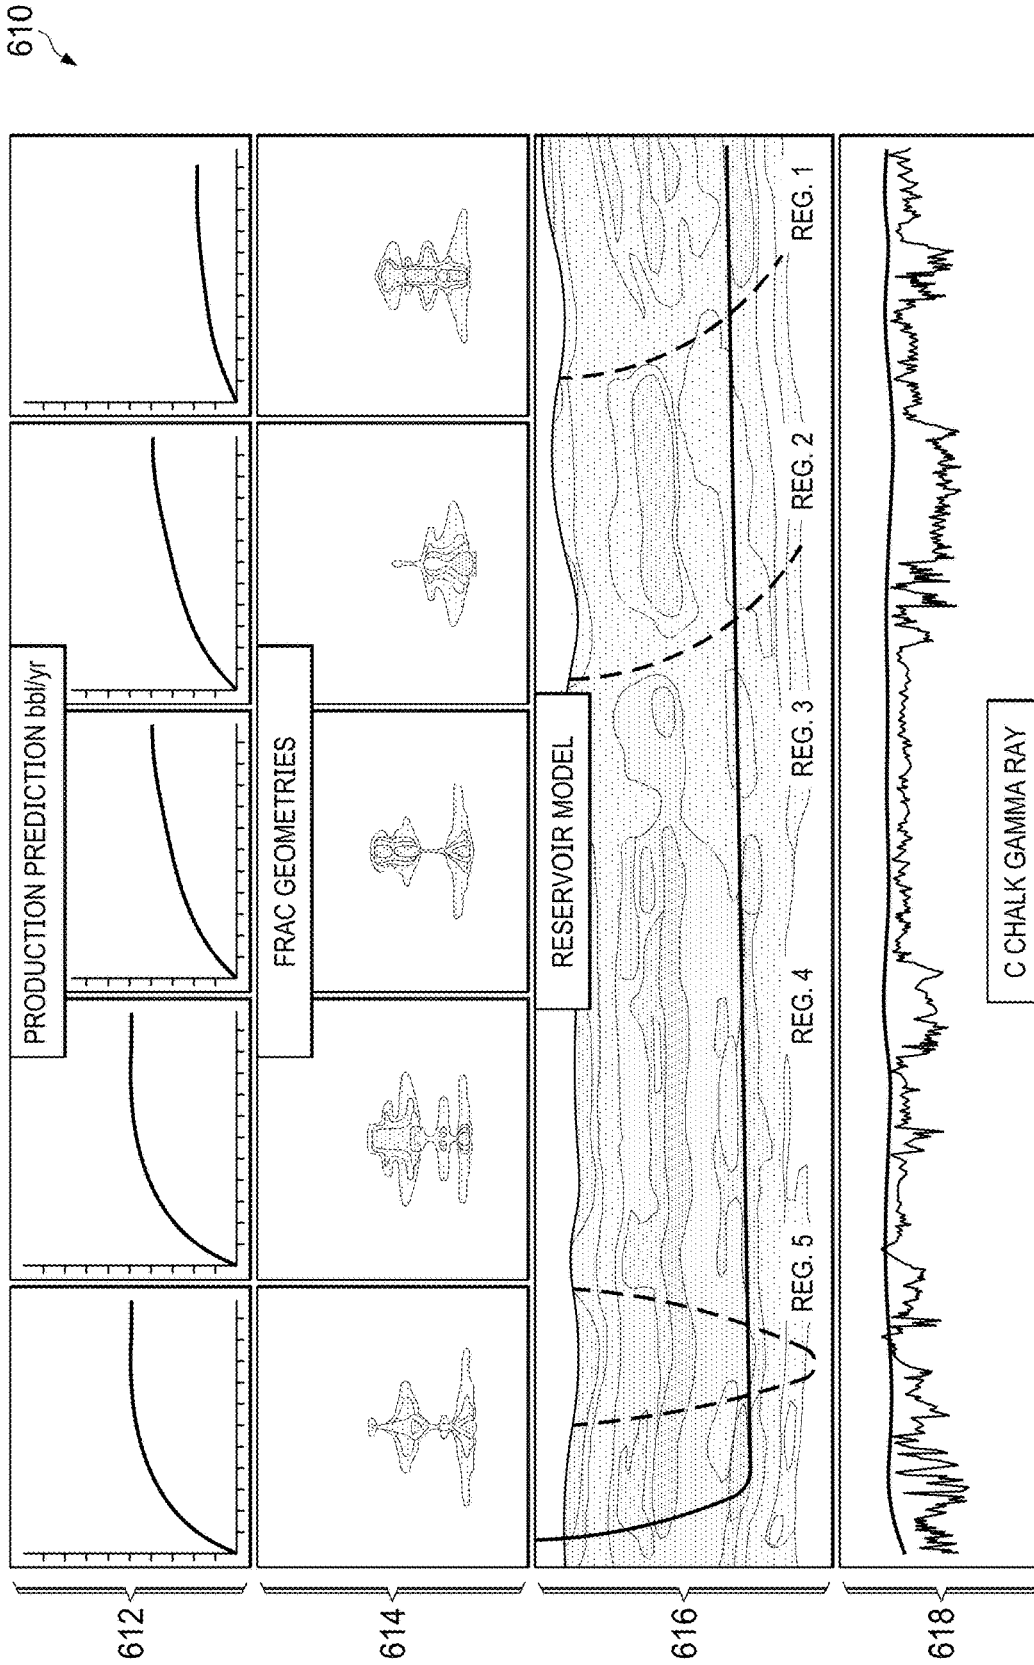 610
612
PRODUCTION PREDICTION bbl/yr
614
FRAC GEOMETRIES
616
RESERVOIR MODEL
REG. 5
REG. 4
REG. 3
REG. 2
REG. 1
618
C CHALK GAMMA RAY